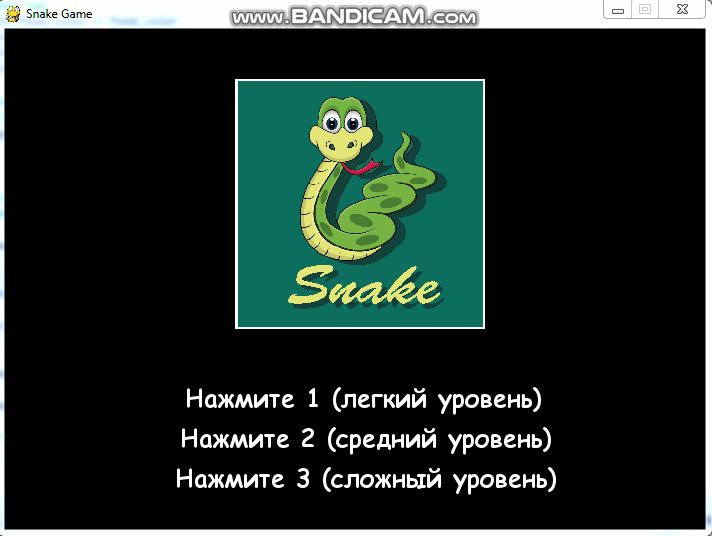 Snake Game
www.BANDICAM.com
Snake
Нажмите 1 (легкий уровень)
Нажмите 2 (средний уровень)
Нажмите 3 (сложный уровень)